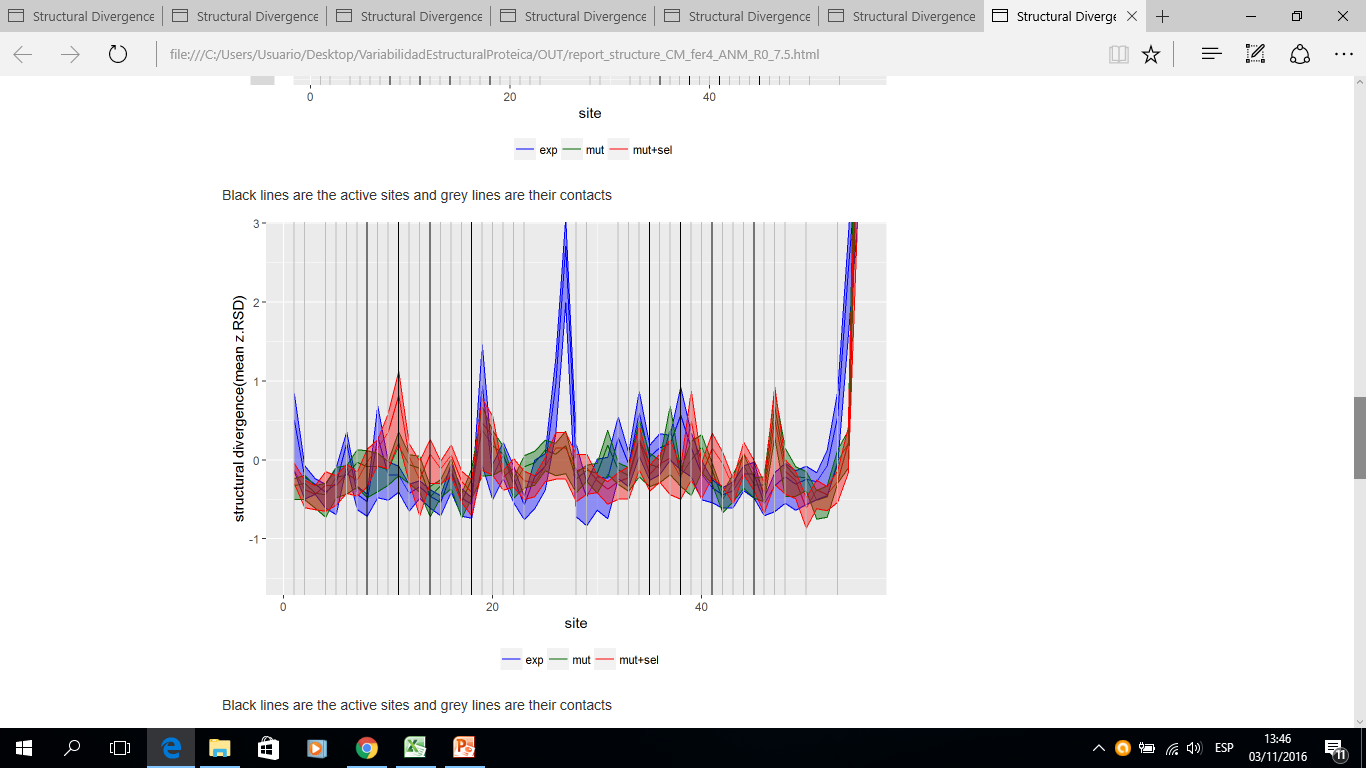 Structural Divergence
Structural Divergence
Structural Divergence
Structural Divergence
Structural Divergence
Structural Divergence
Structural Diverge
file:///C:/Users/Usuario/Desktop/VariabilidadEstructuralProteica/OUT/report_structure_CM_fer4_ANM_R0_7.5.html
0 20 40
site
exp mut mut+sel
Black lines are the active sites and grey lines are their contacts
3
2
1
0
-1
structural divergence(mean z.RSD)
0 20 40
site
exp mut mut+sel
Black lines are the active sites and grey lines are their contacts
ESP
13:46
03/11/2016
11